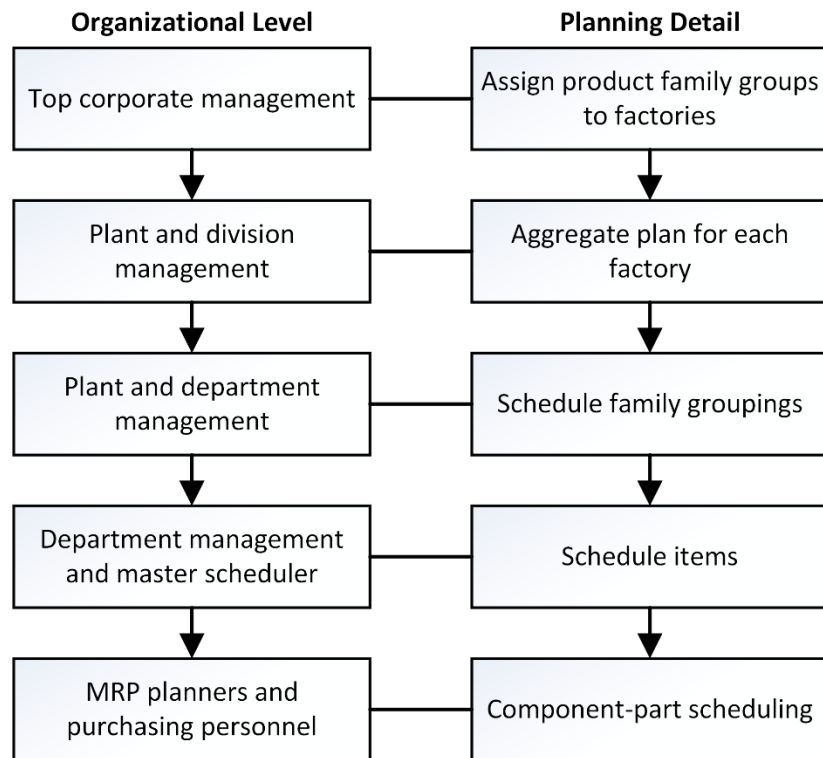 Organizational Level
Planning Detail
Top corporate management
Assign product family groups
to factories
Plant and division
management
Aggregate plan for each
factory
Plant and department
management
Schedule family groupings
Department management
and master scheduler
Schedule items
MRP planners and
purchasing personnel
Component-part scheduling